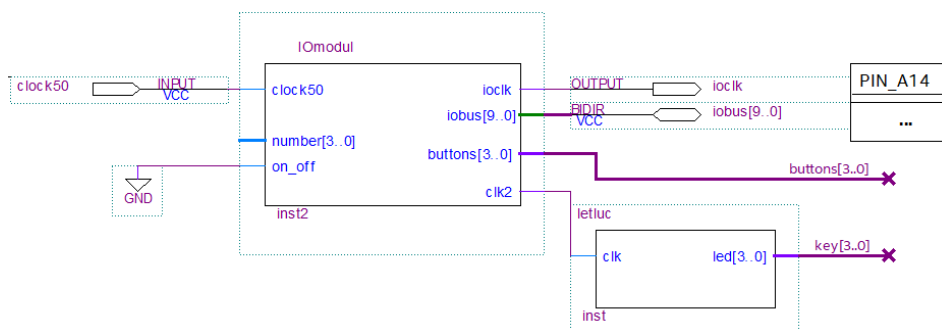 IOmodul
clock50 INPUT VCC clock50 ioclk OUTPUT ioclk PIN_A14
iobus[9..0] BIDIR VCC iobus[9..0] ...
number[3..0]
buttons[3..0] buttons[3..0]
on_off
GND
clk2
inst2
letluc
clk led[3..0] key[3..0]
inst